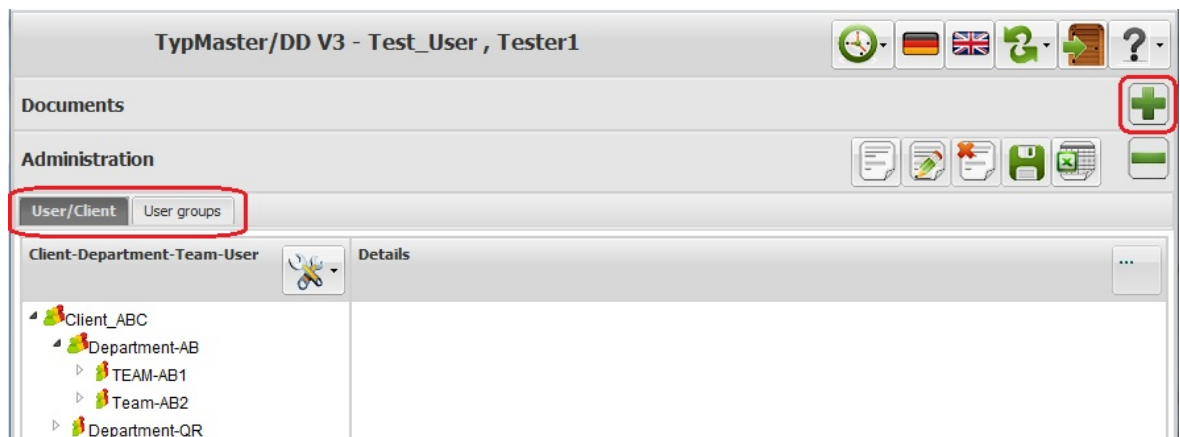 TypMaster/DD V3 - Test_User , Tester1
?
Documents
Administration
User/Client User groups
Client-Department-Team-User Details ...
Client_ABC
Department-AB
TEAM-AB1
Team-AB2
Department-QR